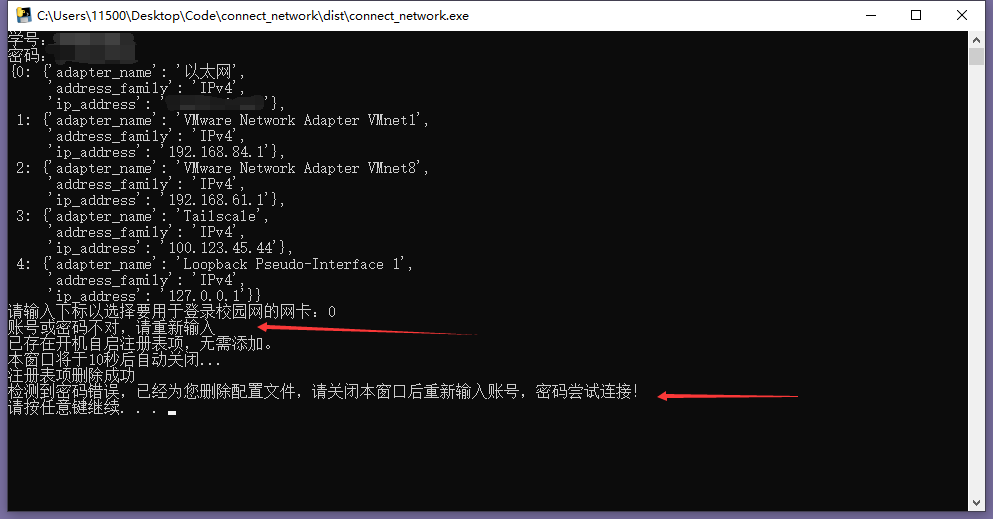 C:\Users\11500\Desktop\Code\connect_network\dist\connect_network.exe
学号:
密码:
{0: {'adapter_name': '以太网',
'address_family': 'IPv4',
'ip_address': ' '},
1: {'adapter_name': 'VMware Network Adapter VMnet1',
'address_family': 'IPv4',
'ip_address': '192.168.84.1'},
2: {'adapter_name': 'VMware Network Adapter VMnet8',
'address_family': 'IPv4',
'ip_address': '192.168.61.1'},
3: {'adapter_name': 'Tailscale',
'address_family': 'IPv4',
'ip_address': '100.123.45.44'},
4: {'adapter_name': 'Loopback Pseudo-Interface 1',
'address_family': 'IPv4',
'ip_address': '127.0.0.1'}}
请输入下标以选择要用于登录校园网的网卡: 0
账号或密码不对，请重新输入
已存在开机自启注册表项，无需添加。
本窗口将于10秒后自动关闭...
注册表项删除成功
检测到密码错误，已经为您删除配置文件，请关闭本窗口后重新输入账号，密码尝试连接!
请按任意键继续. . .